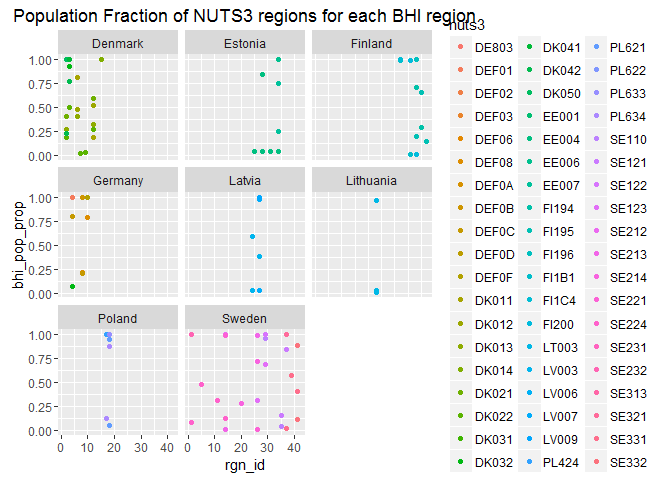 Population Fraction of NUTS3 regions for each BHI region
nuts3
Denmark Estonia Finland
1.00
0.75
0.50
0.25
0.00
Germany Latvia Lithuania
1.00
0.75
0.50
0.25
0.00
Poland Sweden
1.00
0.75
0.50
0.25
0.00
0 10 20 30 40 0 10 20 30 40
bhi_pop_prop
rgn_id
DE803 DK041 PL621
DEF01 DK042 PL622
DEF02 DK050 PL633
DEF03 EE001 PL634
DEF06 EE004 SE110
DEF08 EE006 SE121
DEF0A EE007 SE122
DEF0B FI194 SE123
DEF0C FI195 SE212
DEF0D FI196 SE213
DEF0F FI1B1 SE214
DK011 FI1C4 SE221
DK012 FI200 SE224
DK013 LT003 SE231
DK014 LV003 SE232
DK021 LV006 SE313
DK022 LV007 SE321
DK031 LV009 SE331
DK032 PL424 SE332